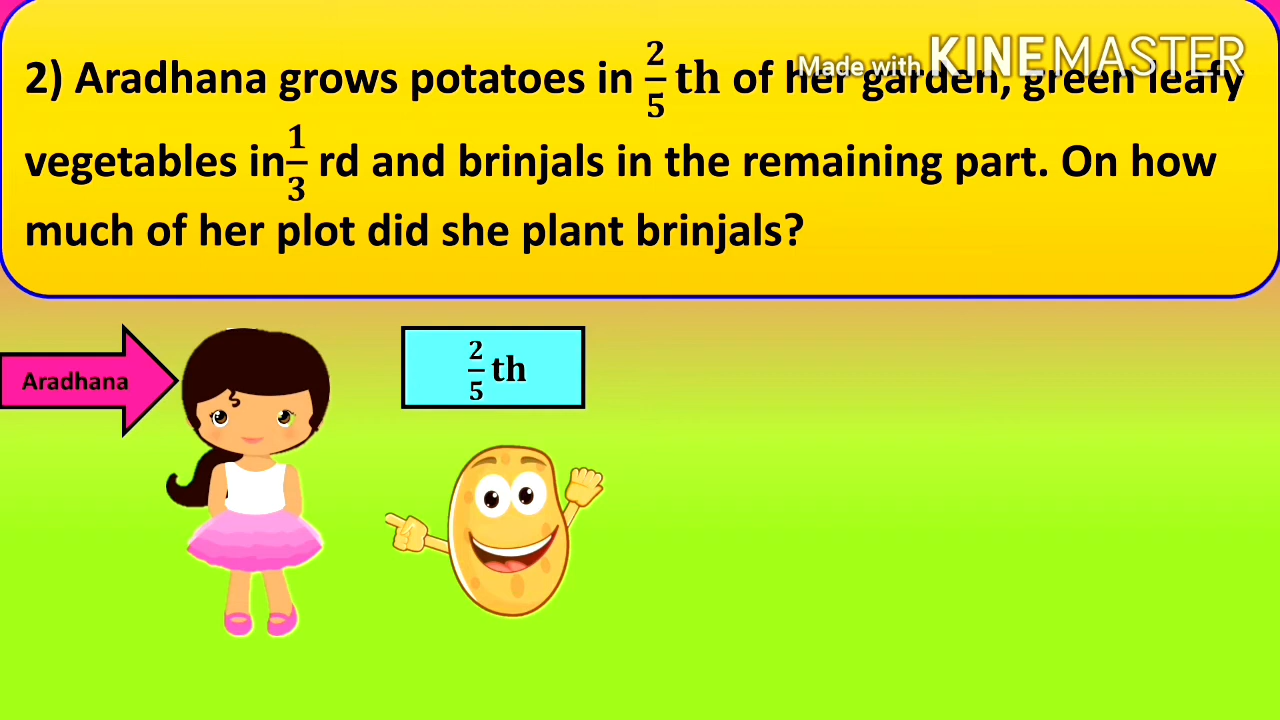 Made with KINEMASTER
2) Aradhana grows potatoes in 2/5 th of her garden, green leafy
vegetables in 1/3 rd and brinjals in the remaining part. On how
much of her plot did she plant brinjals?
Aradhana
2/5 th